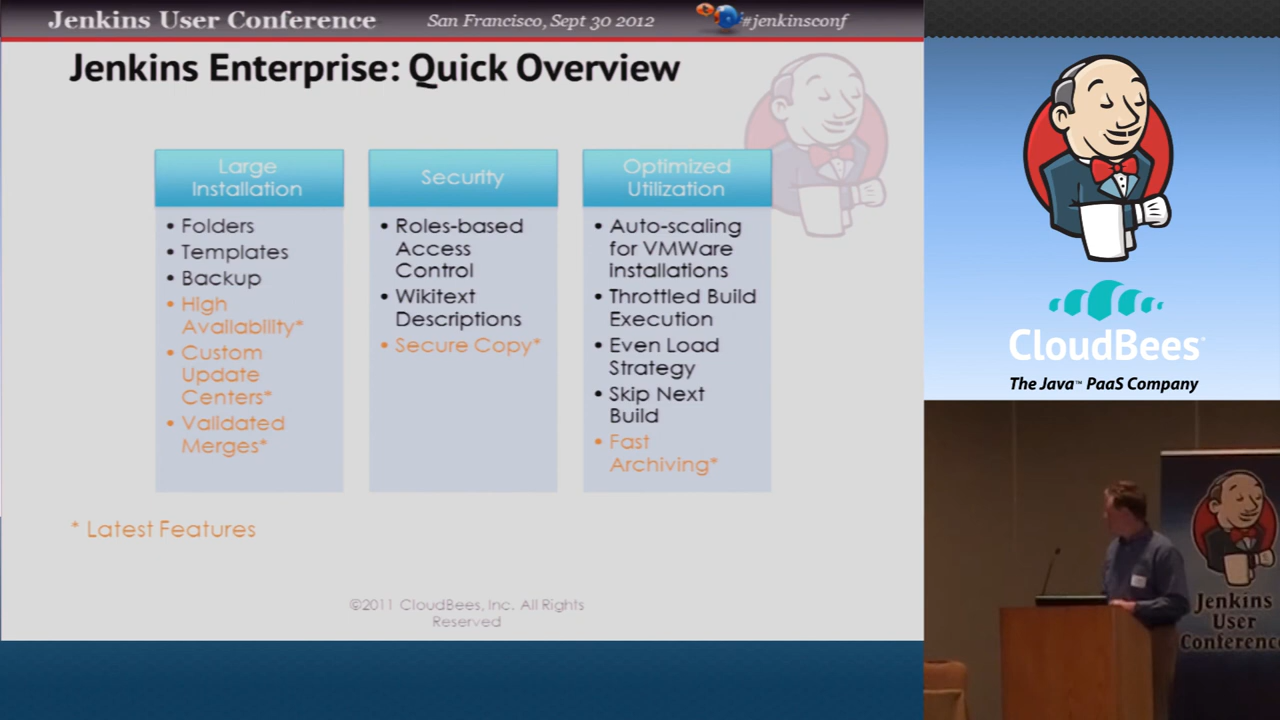 Jenkins User Conference
San Francisco, Sept 30 2012
#jenkinsconf
Jenkins Enterprise: Quick Overview
Large
Installation
• Folders
• Templates
• Backup
• High
Availability*
• Custom
Update
Centers*
• Validated
Merges*
Security
• Roles-based
Access
Control
• Wikitext
Descriptions
• Secure Copy*
Optimized
Utilization
• Auto-scaling
for VMWare
installations
• Throttled Build
Execution
• Even Load
Strategy
• Skip Next
Build
• Fast
Archiving*
* Latest Features
©2011 CloudBees, Inc. All Rights
Reserved
CloudBees
The Java™ PaaS Company
Jenkins
User
Conference